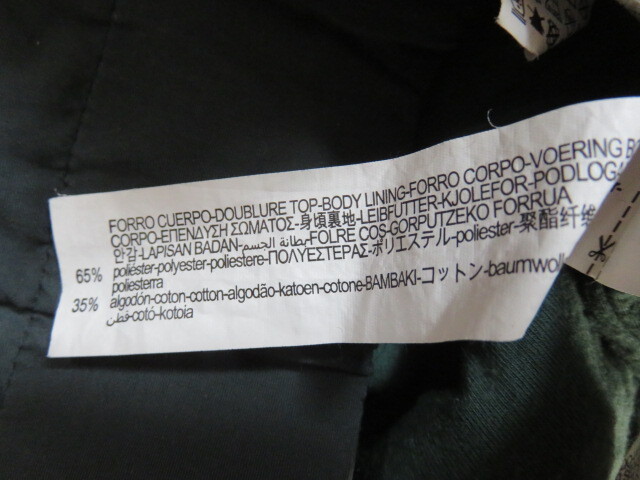 FORRO CUERPO-DOUBLURE TOP-BODY LINING-FORRO CORPO-VOERING
CORPO-ΕΠΕΝΔΥΣΗ ΣΩΜΑΤΟΣ-身頃裏地-LEIBFUTTER-KJOLEFOR-PODLOG
안감-LAPISAN BADAN-بطانة الجسم-FOLRE COS-GORPUTZEKO FORRUA
65% poliéster-polyester-poliestere-ΠΟΛΥΕΣΤΕΡΑΣ-ポリエステル-polyester-聚酯纤维
poliesterra
35% algodón-coton-cotton-algodão-katoen-cotone-BAMBAKI-コットン-baumwoll
قطن-cotó-kotoia